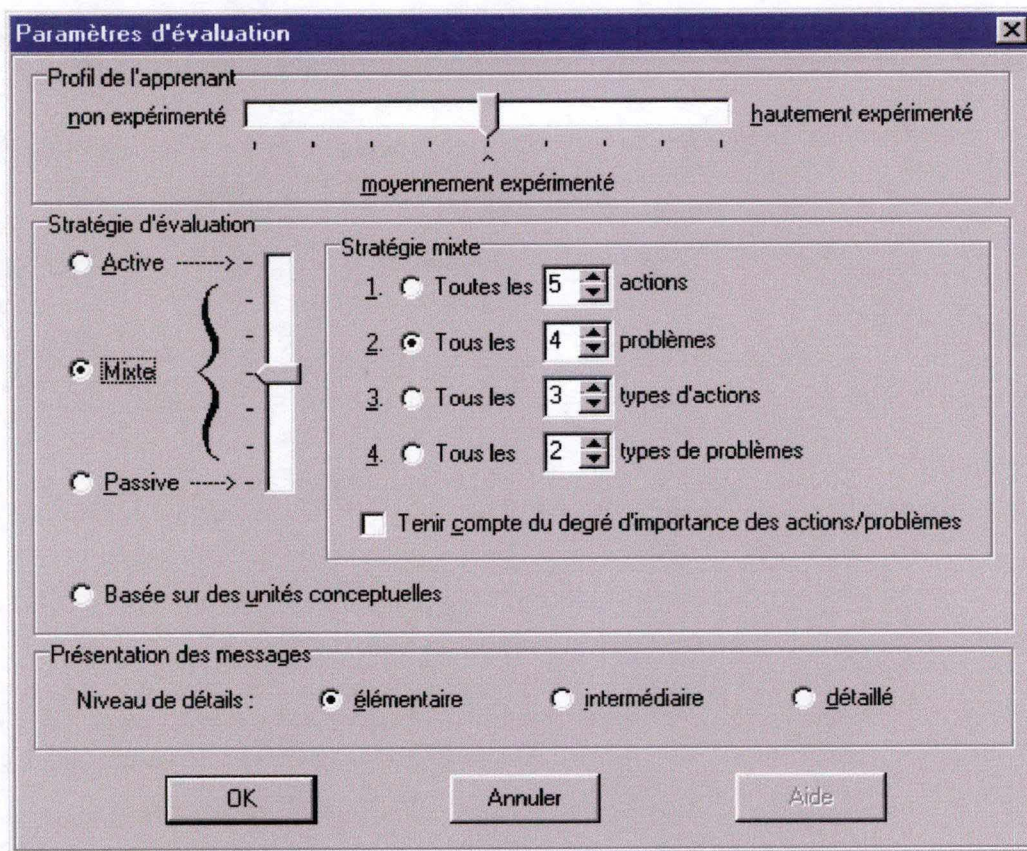 Paramètres d'évaluation
Profil de l'apprenant
non expérimenté
hautement expérimenté
moyennement expérimenté
Stratégie d'évaluation
Active ------> -
Mixte
Passive -----> -
Stratégie mixte
1. Toutes les 5 actions
2. Tous les 4 problèmes
3. Tous les 3 types d'actions
4. Tous les 2 types de problèmes
Tenir compte du degré d'importance des actions/problèmes
Basée sur des unités conceptuelles
Présentation des messages
Niveau de détails : élémentaire intermédiaire détaillé
OK Annuler Aide